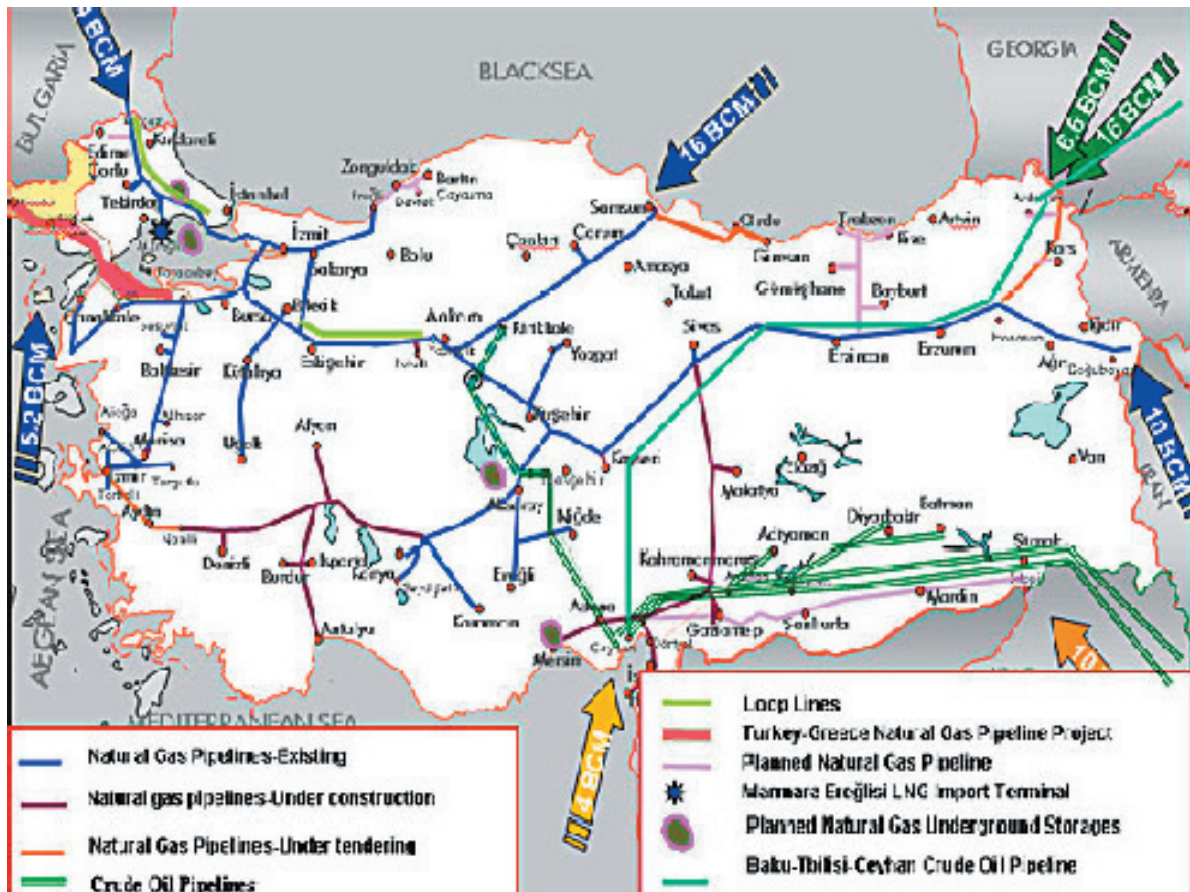 BULGARIA
BLACKSEA
GEORGIA
BCM
16 BCM
6.6 BCM
16 BCM
Edirne
Kırklareli
Tekirdağ
İstanbul
Zonguldak
Bartın
İzmit
Sakarya
Bolu
Samsun
Çorum
Amasya
Tokat
Giresun
Trabzon
Rize
Artvin
Kars
ARMENIA
Gümüşhane
Bayburt
Çanakkale
Bursa
Bilecik
Eskişehir
Ankara
Kırıkkale
Yozgat
Sivas
Erzincan
Erzurum
Iğdır
15.2 BCM
Balıkesir
Kütahya
Manisa
Uşak
Afyon
Kayseri
Malatya
Elazığ
Van
10 BCM
IRAN
İzmir
Aydın
Denizli
Burdur
Isparta
Konya
Aksaray
Niğde
Ereğli
Karaman
Kahramanmaraş
Adıyaman
Diyarbakır
Batman
Şırnak
Mardin
Şanlıurfa
Gaziantep
Adana
Mersin
Antalya
AEGEAN SEA
MEDITERRANEAN SEA
4 BCM
10
Natural Gas Pipelines-Existing
Natural gas pipelines-Under construction
Natural Gas Pipelines-Under tendering
Crude Oil Pipelines
Loop Lines
Turkey-Greece Natural Gas Pipeline Project
Planned Natural Gas Pipeline
Marmara Ereğlisi LNG Import Terminal
Planned Natural Gas Underground Storages
Baku-Tbilisi-Ceyhan Crude Oil Pipeline